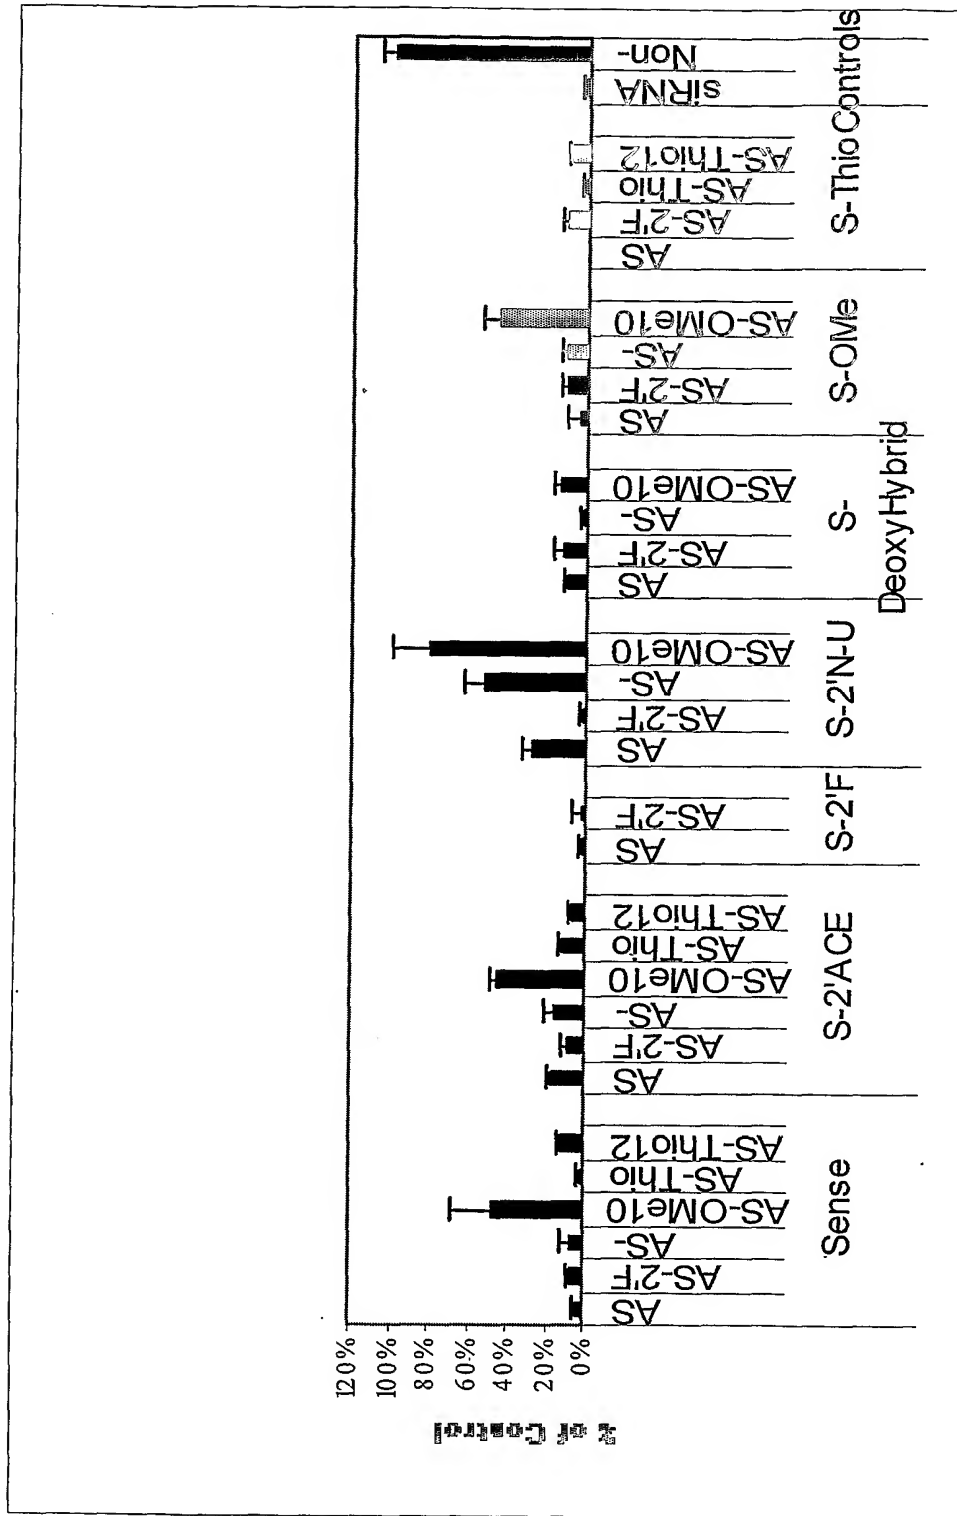 % of Control
120%
100%
80%
60%
40%
20%
0%
AS
AS-2'F
AS-
AS-OMe10
AS-Thio
AS-Thio12
Sense
AS
AS-2'F
AS-
AS-OMe10
AS-Thio
AS-Thio12
S-2'ACE
AS
AS-2'F
S-2'F
AS
AS-2'F
AS-
AS-OMe10
S-2'N-U
AS
AS-2'F
AS-
AS-OMe10
S-
Deoxy Hybrid
AS
AS-2'F
AS-
AS-OMe10
S-OMe
AS
AS-2'F
AS-Thio
AS-Thio12
S-Thio
siRNA
Non-
Controls